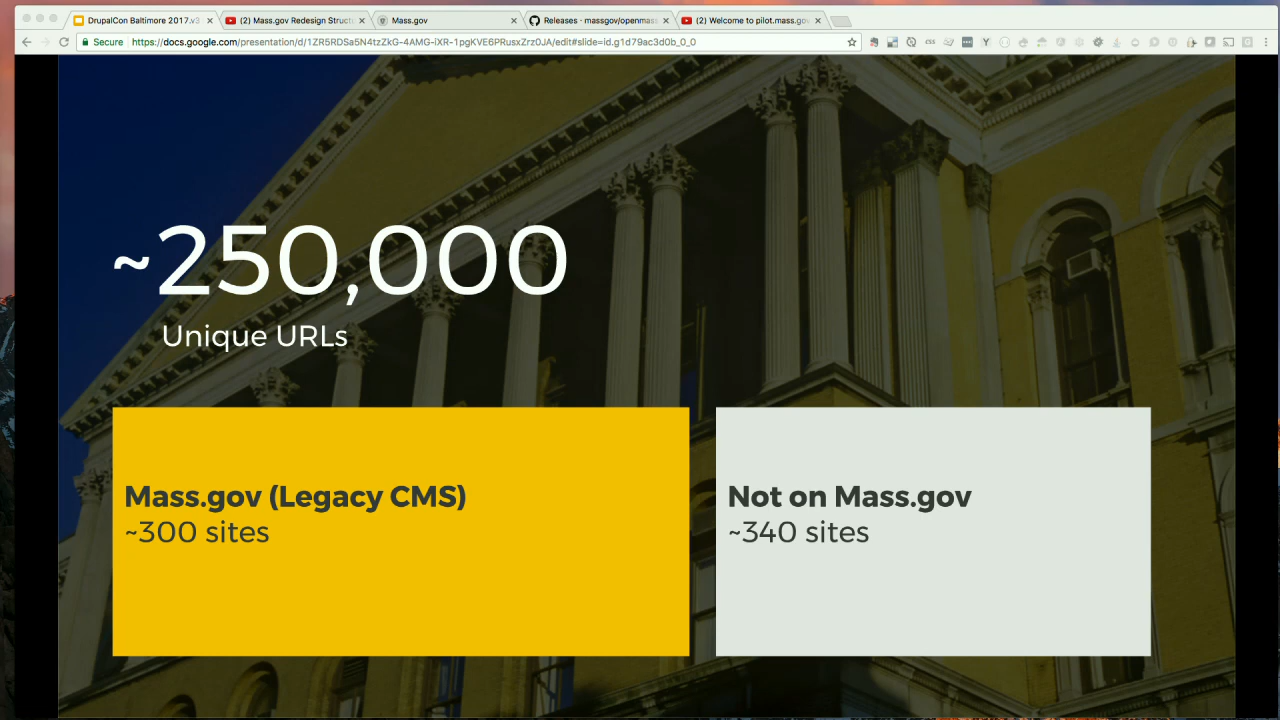 DrupalCon Baltimore 2017.v3
(2) Mass.gov Redesign Struct
Mass.gov
Releases · massgov/openmass
(2) Welcome to pilot.mass.gov
Secure
https://docs.google.com/presentation/d/1ZR5RDSa5N4tzZkG-4AMG-iXR-1pgKVE6PRusxZrz0JA/edit#slide=id.g1d79ac3d0b_0_0
~250,000
Unique URLs
Mass.gov (Legacy CMS)
~300 sites
Not on Mass.gov
~340 sites